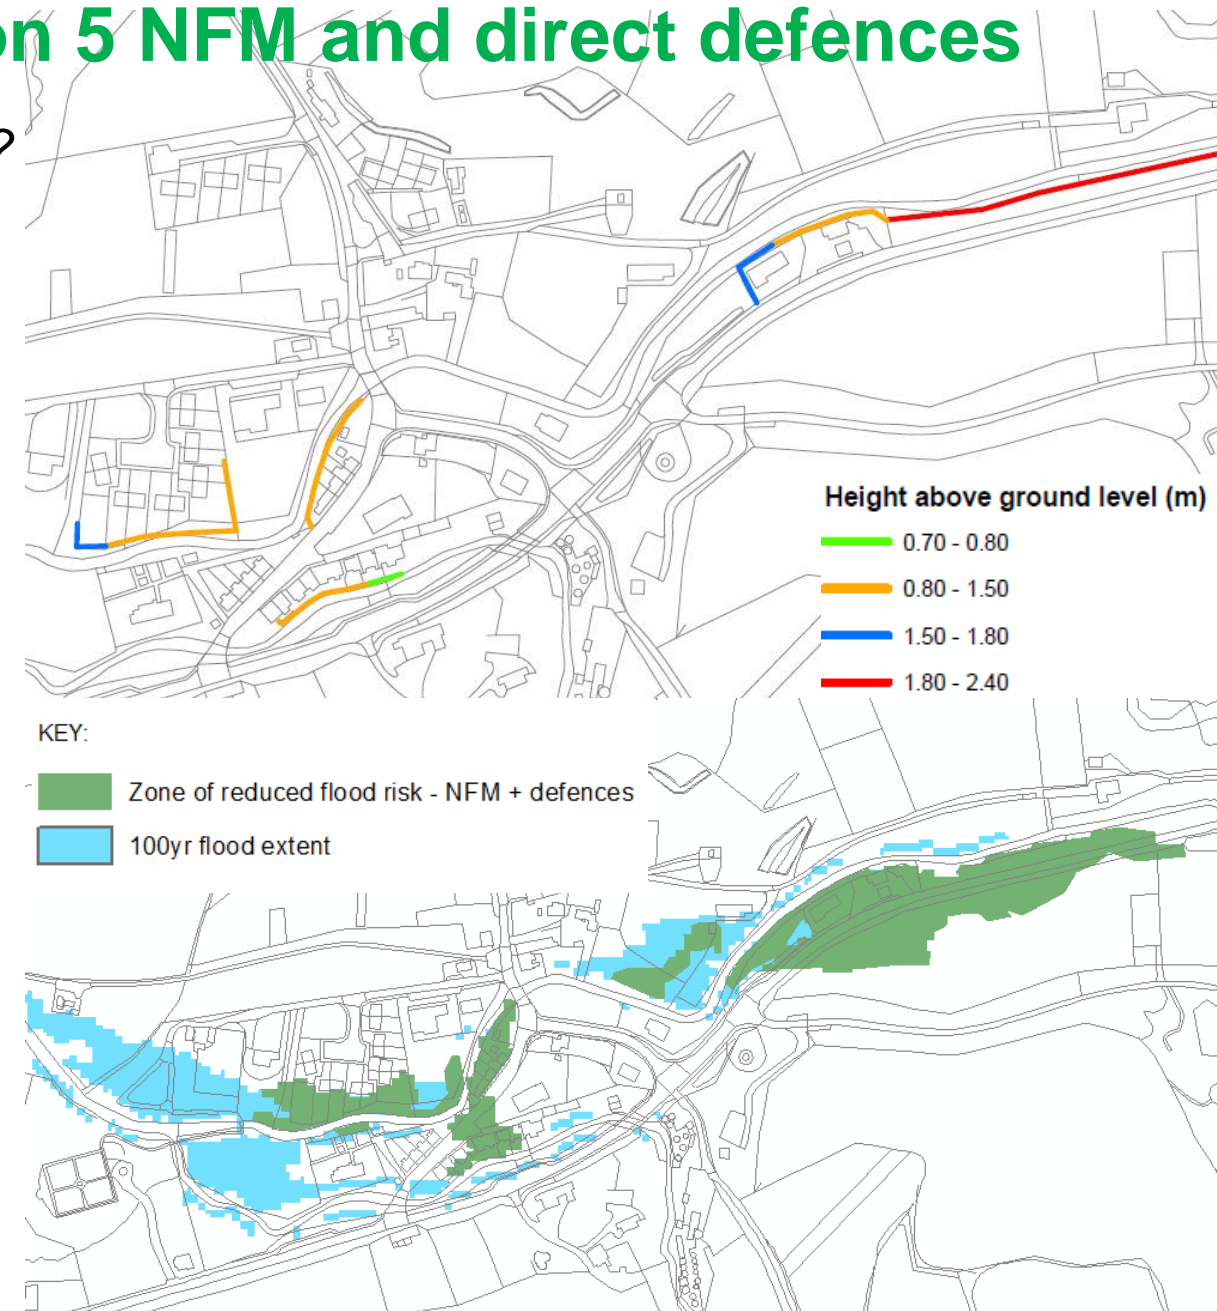 on 5 NFM and direct defences
?
Height above ground level (m)
0.70 - 0.80
0.80 - 1.50
1.50 - 1.80
1.80 - 2.40
KEY:
Zone of reduced flood risk - NFM + defences
100yr flood extent